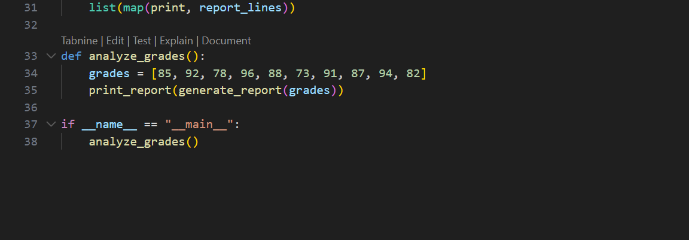 31 list(map(print, report_lines))
32
Tabnine | Edit | Test | Explain | Document
33 def analyze_grades():
34 grades = [85, 92, 78, 96, 88, 73, 91, 87, 94, 82]
35 print_report(generate_report(grades))
36
37 if __name__ == "__main__":
38 analyze_grades()